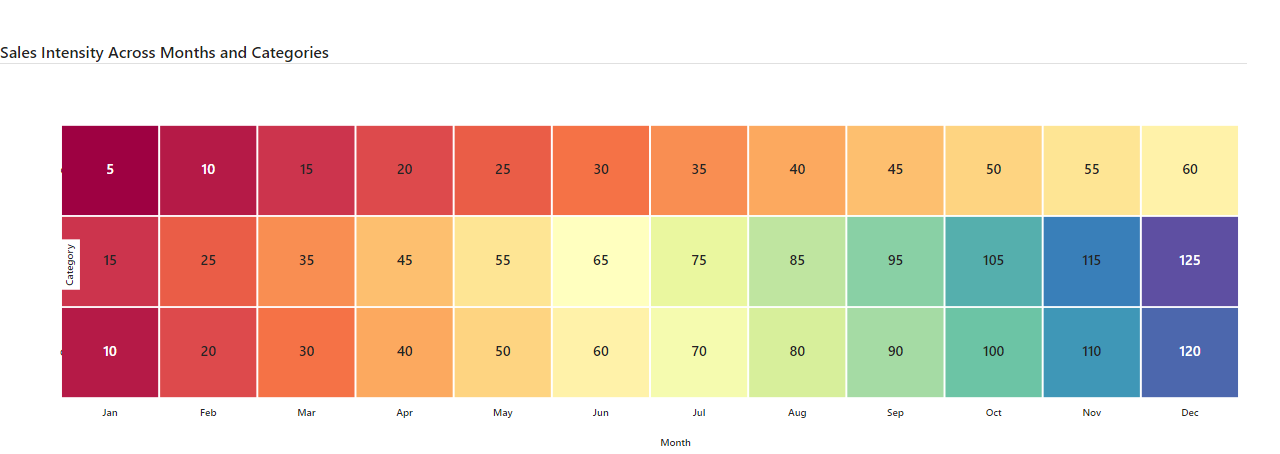 Sales Intensity Across Months and Categories
5 10 15 20 25 30 35 40 45 50 55 60
Category
15 25 35 45 55 65 75 85 95 105 115 125
10 20 30 40 50 60 70 80 90 100 110 120
Jan Feb Mar Apr May Jun Jul Aug Sep Oct Nov Dec
Month